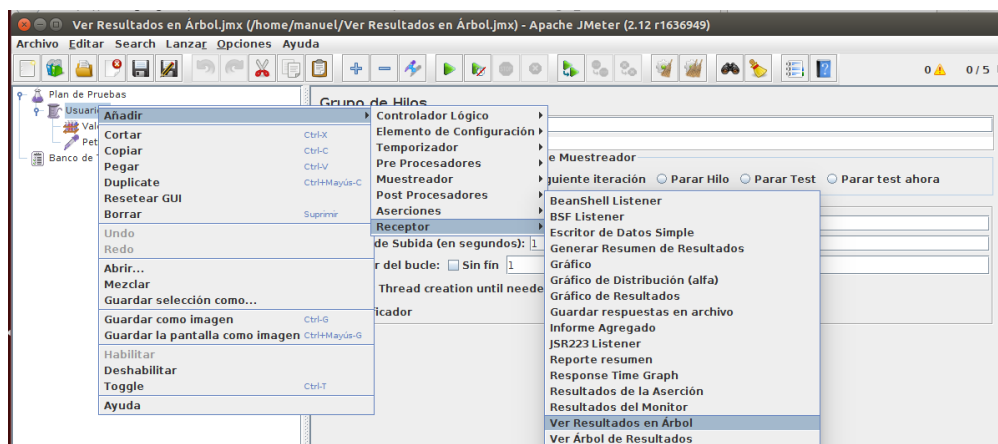 Ver Resultados en Árbol.jmx (/home/manuel/Ver Resultados en Árbol.jmx) - Apache JMeter (2.12 r1636949)
Archivo Editar Search Lanzar Opciones Ayuda
0 0 / 5
Plan de Pruebas
Grupo de Hilos
Banco de
Añadir
Cortar Ctrl-X
Copiar Ctrl-C
Pegar Ctrl-V
Duplicate Ctrl+Mayús-C
Resetear GUI
Borrar Suprimir
Undo
Redo
Abrir...
Mezclar
Guardar selección como...
Guardar como imagen Ctrl-G
Guardar la pantalla como imagen Ctrl+Mayús-G
Habilitar
Deshabilitar
Toggle Ctrl-T
Ayuda
Controlador Lógico
Elemento de Configuración
Temporizador
Pre Procesadores
Muestreador
Post Procesadores
Aserciones
Receptor
e Muestreador
guiente iteración Parar Hilo Parar Test Parar test ahora
de Subida (en segundos): 1
r del bucle: Sin fín 1
Thread creation until neede
icador
BeanShell Listener
BSF Listener
Escritor de Datos Simple
Generar Resumen de Resultados
Gráfico
Gráfico de Distribución (alfa)
Gráfico de Resultados
Guardar respuestas en archivo
Informe Agregado
JSR223 Listener
Reporte resumen
Response Time Graph
Resultados de la Aserción
Resultados del Monitor
Ver Resultados en Árbol
Ver Árbol de Resultados